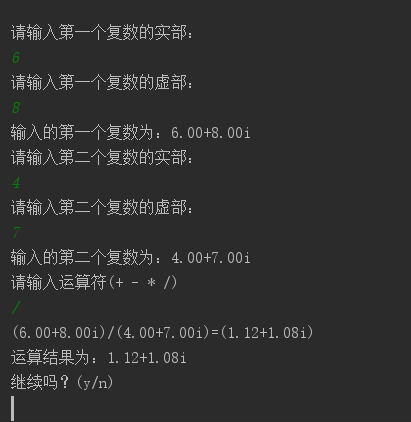 请输入第一个复数的实部：
6
请输入第一个复数的虚部：
8
输入的第一个复数为：6.00+8.00i
请输入第二个复数的实部：
4
请输入第二个复数的虚部：
7
输入的第二个复数为：4.00+7.00i
请输入运算符(+ - * /)
/
(6.00+8.00i)/(4.00+7.00i)=(1.12+1.08i)
运算结果为：1.12+1.08i
继续吗？(y/n)